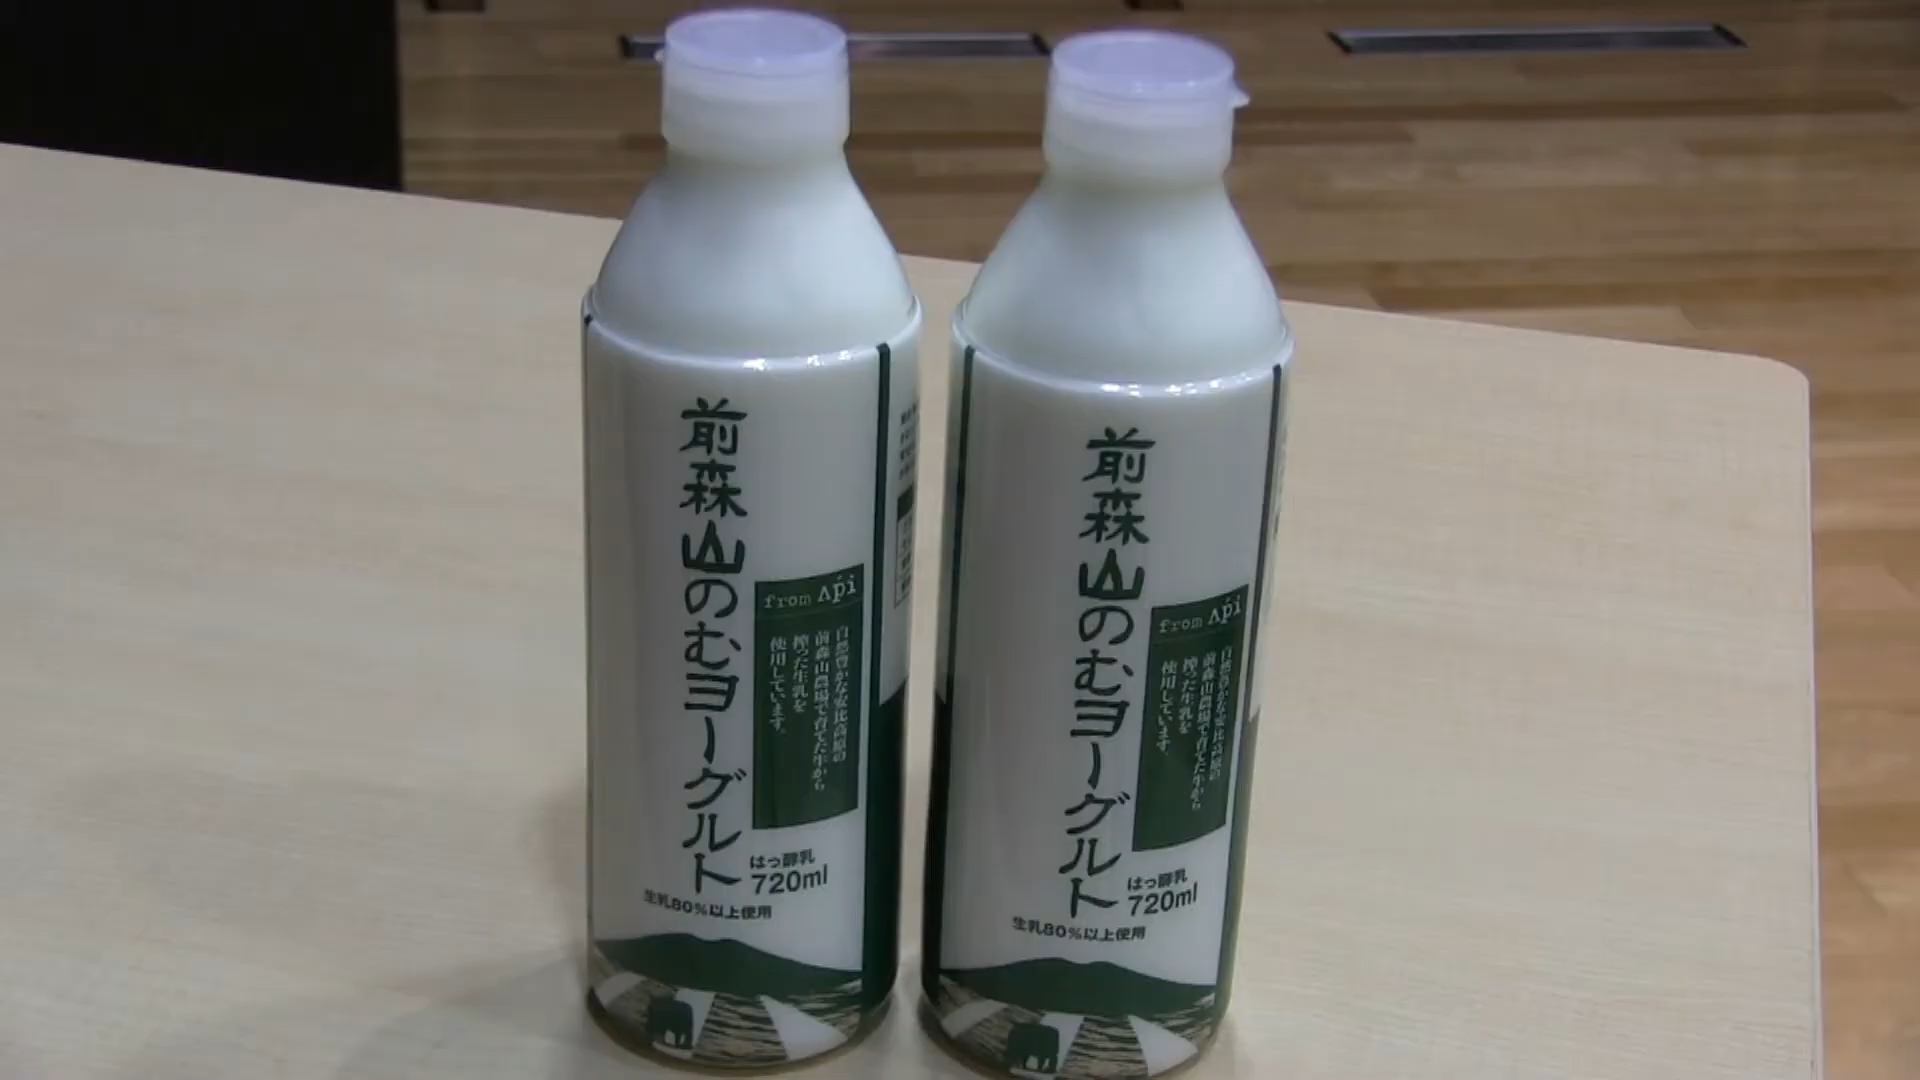 前森山のむヨーグルト
from Api
自然豊かな安比高原の
前森山農場で育てた牛から
搾った生乳を
使用しています。
はっ酵乳
720ml
生乳80%以上使用
前森山のむヨーグルト
from Api
自然豊かな安比高原の
前森山農場で育てた牛から
搾った生乳を
使用しています。
はっ酵乳
720ml
生乳80%以上使用